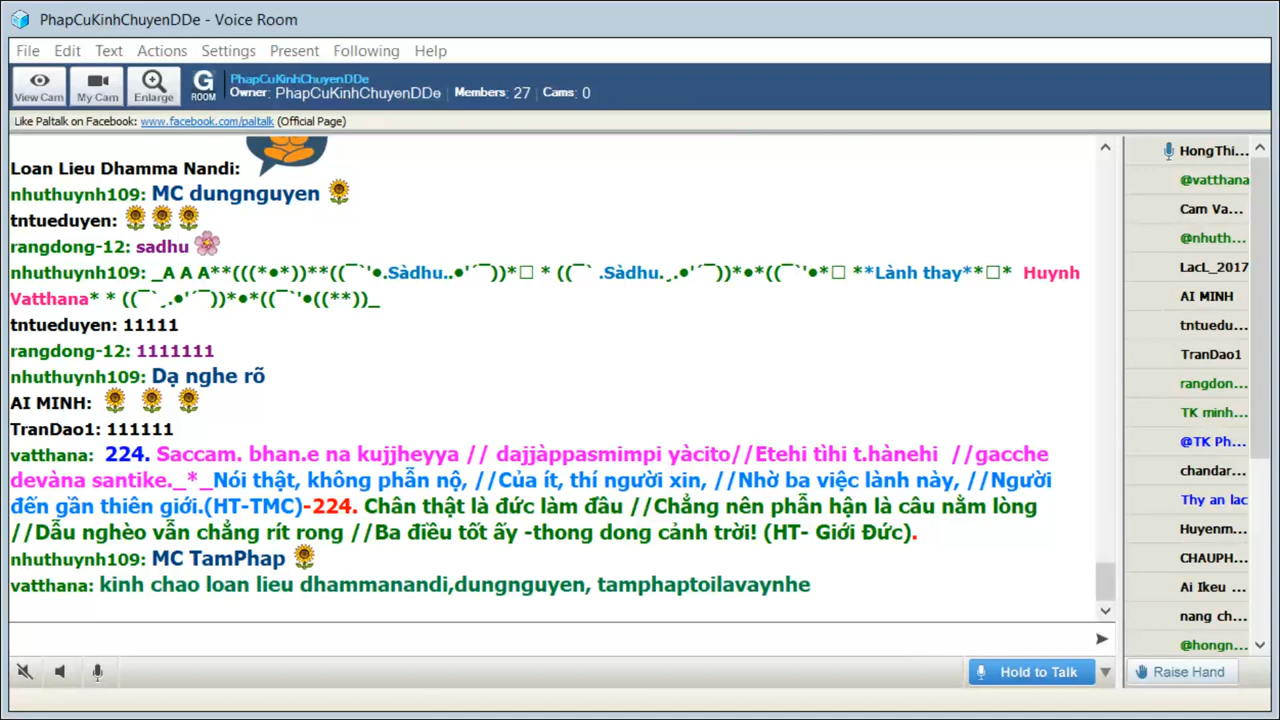 PhapCuKinhChuyenDDe - Voice Room
File Edit Text Actions Settings Present Following Help
View Cam My Cam Enlarge G ROOM
PhapCuKinhChuyenDDe
Owner: PhapCuKinhChuyenDDe Members: 27 Cams: 0
Like Paltalk on Facebook: www.facebook.com/paltalk (Official Page)
Loan Lieu Dhamma Nandi:
nhuthuynh109: MC dungnguyen
tntueduyen:
rangdong-12: sadhu
nhuthuynh109: _A A A**(((*●*))**((¯`'●.Sàdhu..●'´¯))*□ * ((¯` .Sàdhu.¸.●'´¯))*●*((¯`'●*□ **Lành thay**□* Huynh
Vatthana* * ((¯`¸.●'´¯))*●*((¯`'●((**))_
tntueduyen: 11111
rangdong-12: 1111111
nhuthuynh109: Dạ nghe rõ
AI MINH:
TranDao1: 111111
vatthana: 224. Saccam. bhan.e na kujjheyya // dajjàppasmimpi yàcito//Etehi tìhi t.hànehi //gacche
devàna santike._*_Nói thật, không phẫn nộ, //Của ít, thí người xin, //Nhờ ba việc lành này, //Người
đến gần thiên giới.(HT-TMC)-224. Chân thật là đức làm đầu //Chẳng nên phẫn hận là câu nằm lòng
//Dẫu nghèo vẫn chẳng rít rong //Ba điều tốt ấy -thong dong cảnh trời! (HT- Giới Đức).
nhuthuynh109: MC TamPhap
vatthana: kinh chao loan lieu dhammanandi,dungnguyen, tamphaptoilavaynhe
Hold to Talk
HongThi...
@vatthana
Cam Va...
@nhuth...
LacL_2017
AI MINH
tntuedu...
TranDao1
rangdon...
TK minh...
@TK Ph...
chandar...
Thy an lac
Huyenm...
CHAUPH...
Ai Ikeu ...
nang ch...
@hongn...
Raise Hand